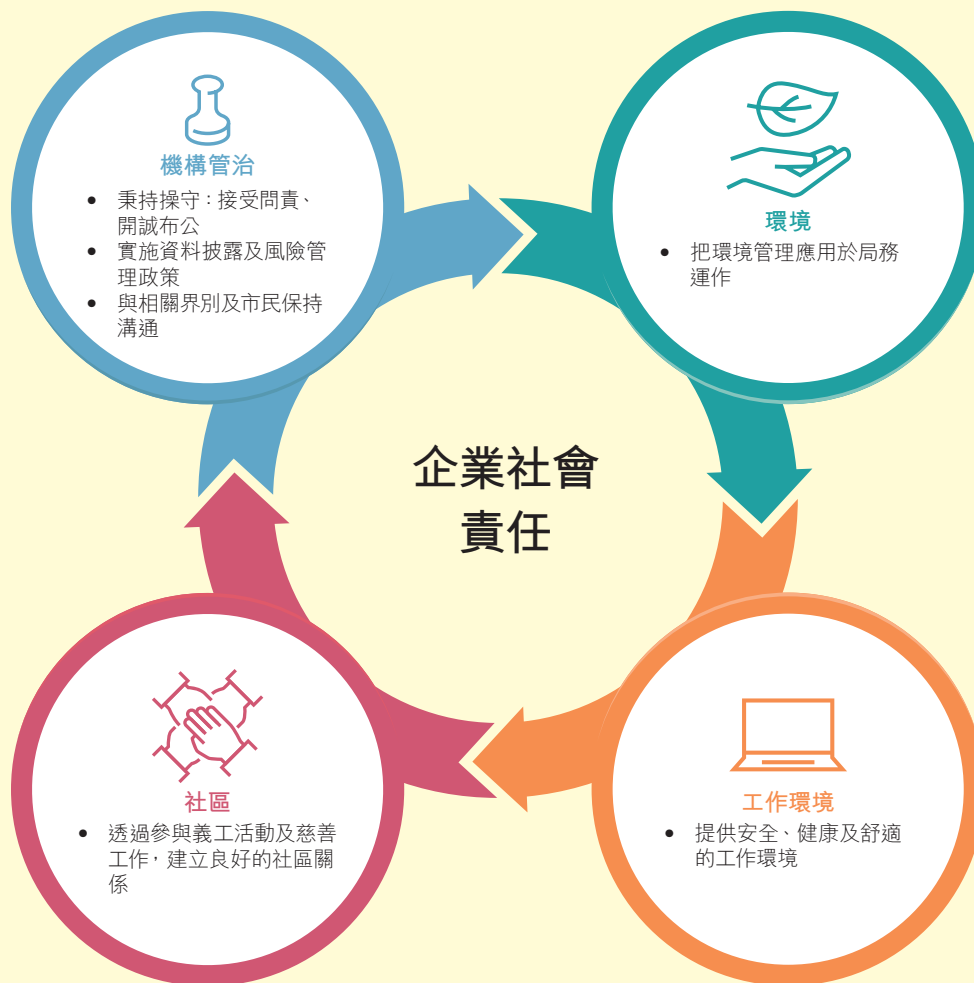 機構管治
• 秉持操守：接受問責、
開誠布公
• 實施資料披露及風險管
理政策
• 與相關界別及市民保持
溝通
環境
• 把環境管理應用於局務
運作
企業社會
責任
社區
• 透過參與義工活動及慈善
工作，建立良好的社區關
係
工作環境
• 提供安全、健康及舒適
的工作環境